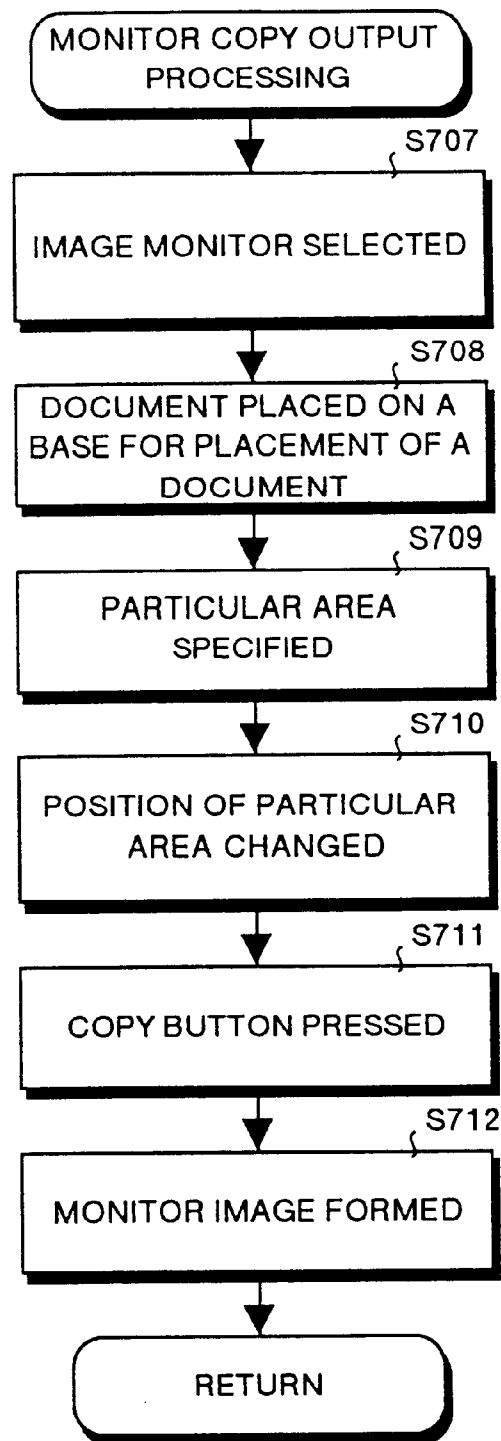 MONITOR COPY OUTPUT
PROCESSING
S707
IMAGE MONITOR SELECTED
S708
DOCUMENT PLACED ON A
BASE FOR PLACEMENT OF A
DOCUMENT
S709
PARTICULAR AREA
SPECIFIED
S710
POSITION OF PARTICULAR
AREA CHANGED
S711
COPY BUTTON PRESSED
S712
MONITOR IMAGE FORMED
RETURN